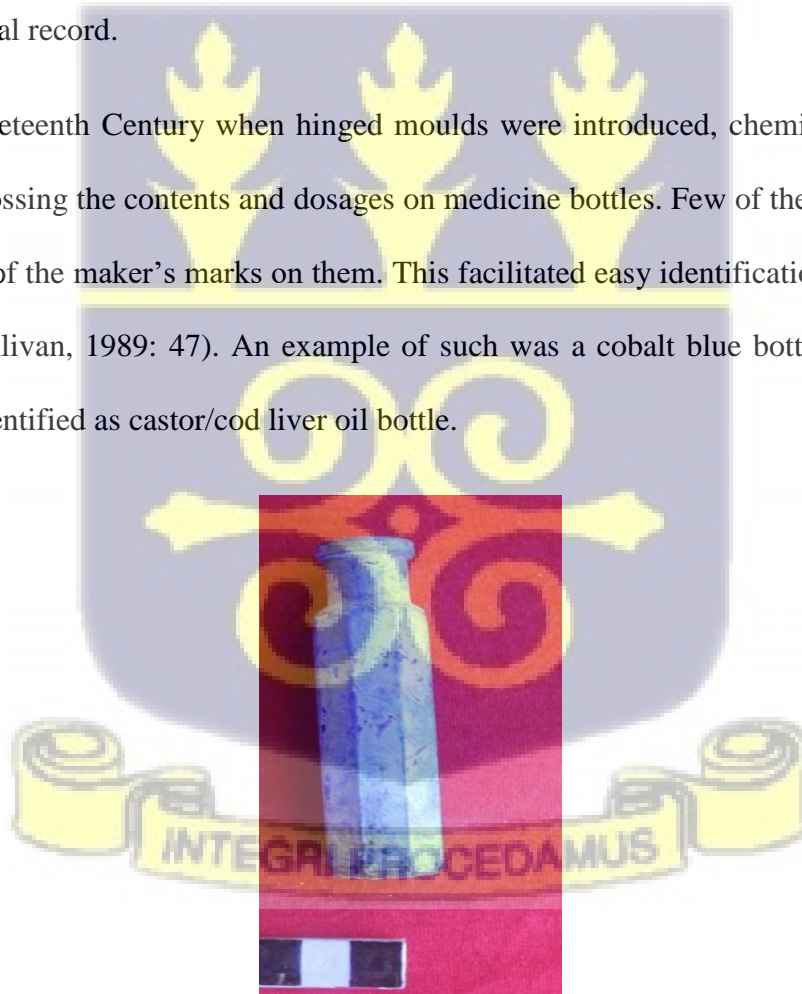 al record.
eteenth Century when hinged moulds were introduced, chemi
ossing the contents and dosages on medicine bottles. Few of the
of the maker’s marks on them. This facilitated easy identificatio
llivan, 1989: 47). An example of such was a cobalt blue bott
entified as castor/cod liver oil bottle.
INTEGRI PROCEDAMUS